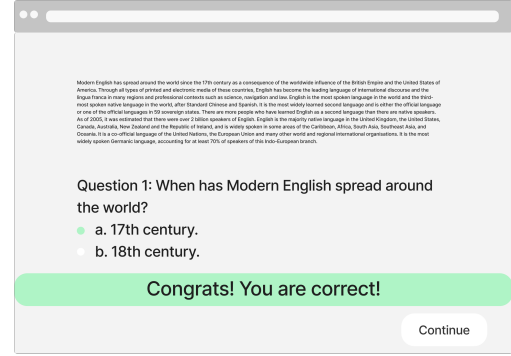 Modern English has spread around the world since the 17th century as a consequence of the worldwide influence of the British Empire and the United States of
America. Through all types of printed and electronic media of these countries, English has become the leading language of international discourse and the
lingua franca in many regions and professional contexts such as science, navigation and law. English is the most spoken language in the world and the third-
most spoken native language in the world, after Standard Chinese and Spanish. It is the most widely learned second language and is either the official language
or one of the official languages in 59 sovereign states. There are more people who have learned English as a second language than there are native speakers.
As of 2005, it was estimated that there were over 2 billion speakers of English. English is the majority native language in the United Kingdom, the United States,
Canada, Australia, New Zealand and the Republic of Ireland, and is widely spoken in some areas of the Caribbean, Africa, South Asia, Southeast Asia, and
Oceania. It is a co-official language of the United Nations, the European Union and many other world and regional international organisations. It is the most
widely spoken Germanic language, accounting for at least 70% of speakers of this Indo-European branch.
Question 1: When has Modern English spread around
the world?
a. 17th century.
b. 18th century.
Congrats! You are correct!
Continue